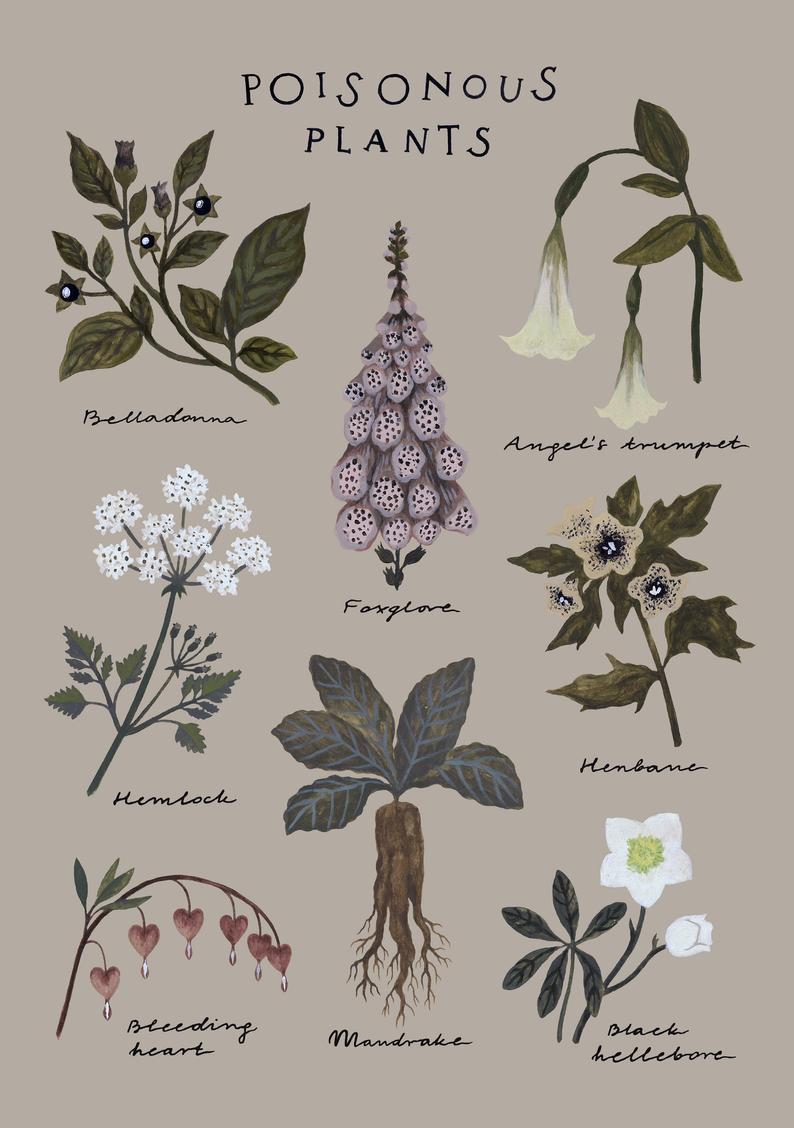 POISONOUS
PLANTS
Belladonna
Angel's trumpet
Foxglove
Hemlock
Henbane
Bleeding
heart
Mandrake
Black
hellebore